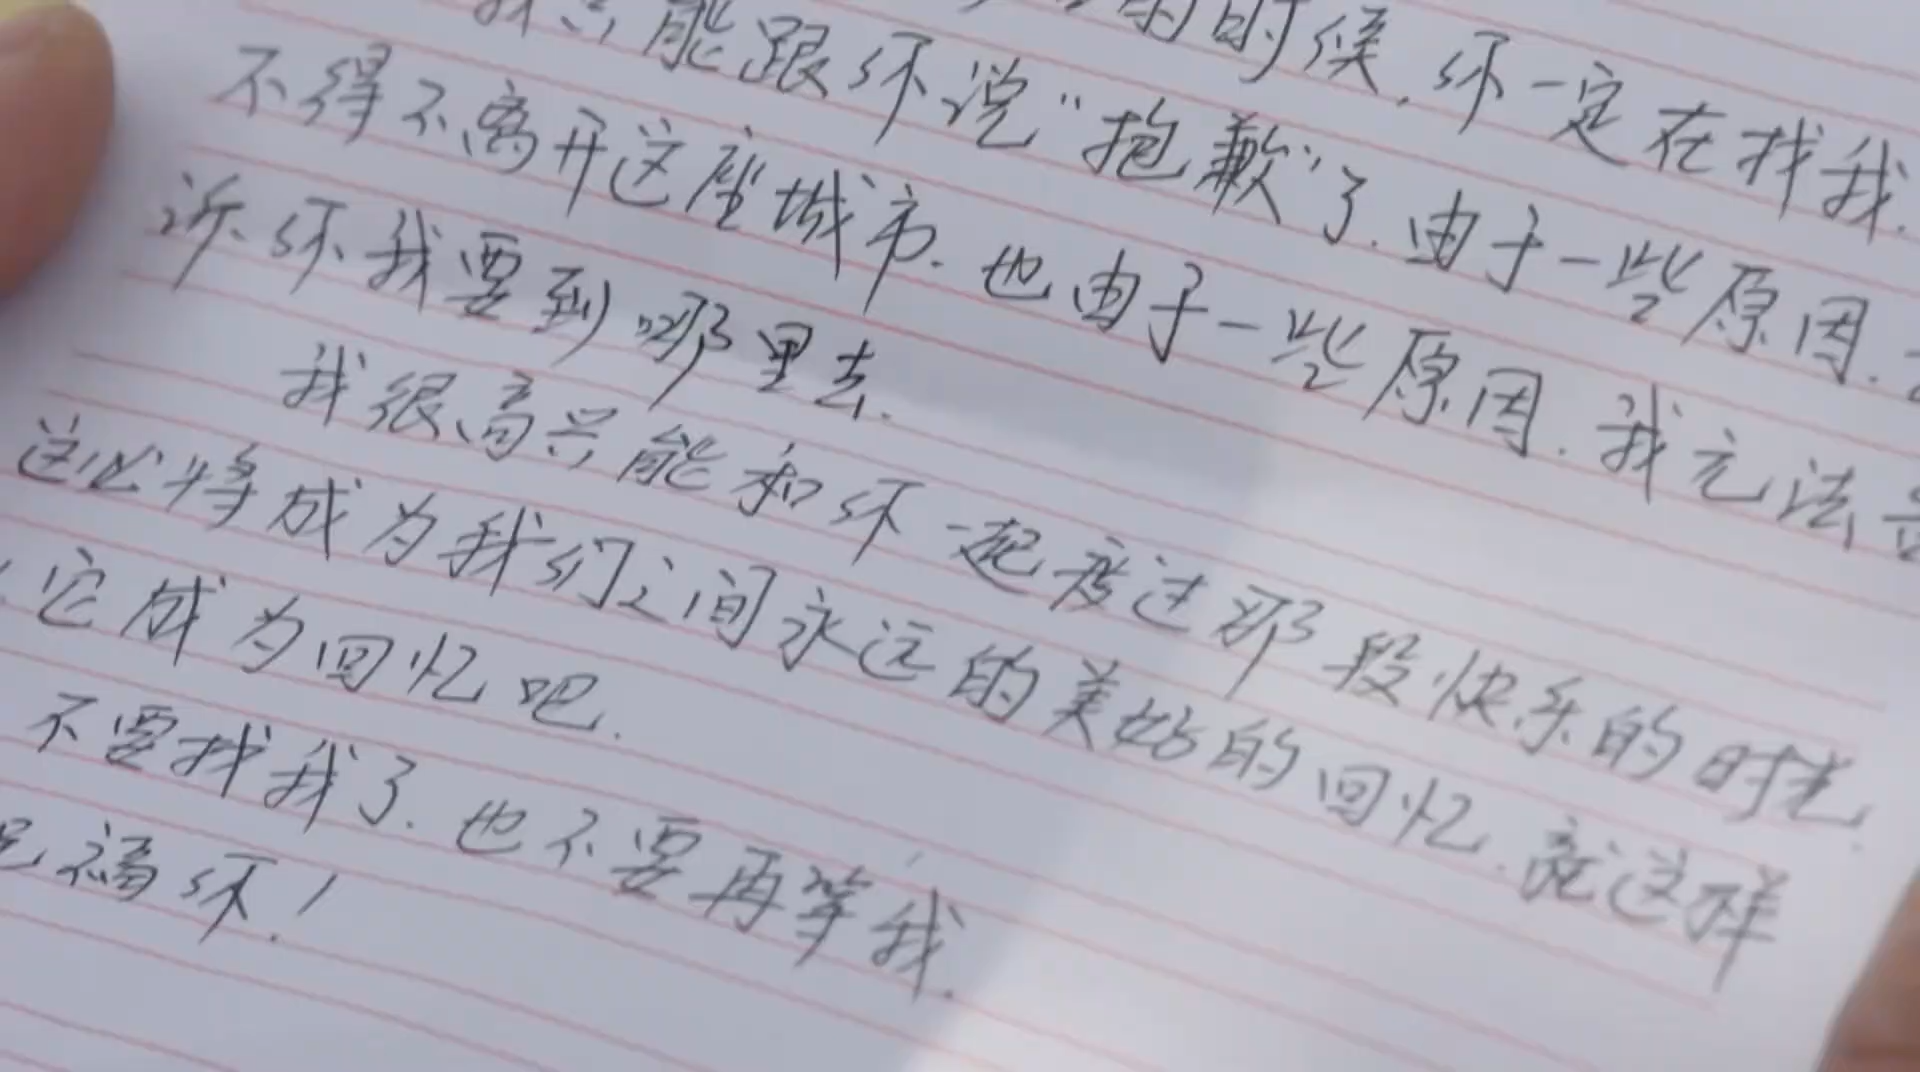 的时候.你一定在找我.
我只能跟你说“抱歉”了.由于一些原因.
不得不离开这座城市.也由于一些原因.我无法告
诉你我要到哪里去.
我很高兴能和你一起度过那段快乐的时光.
这必将成为我们之间永远的美好的回忆.就这样
它成为回忆吧.
不要找我了.也不要再等我.
祝福你!